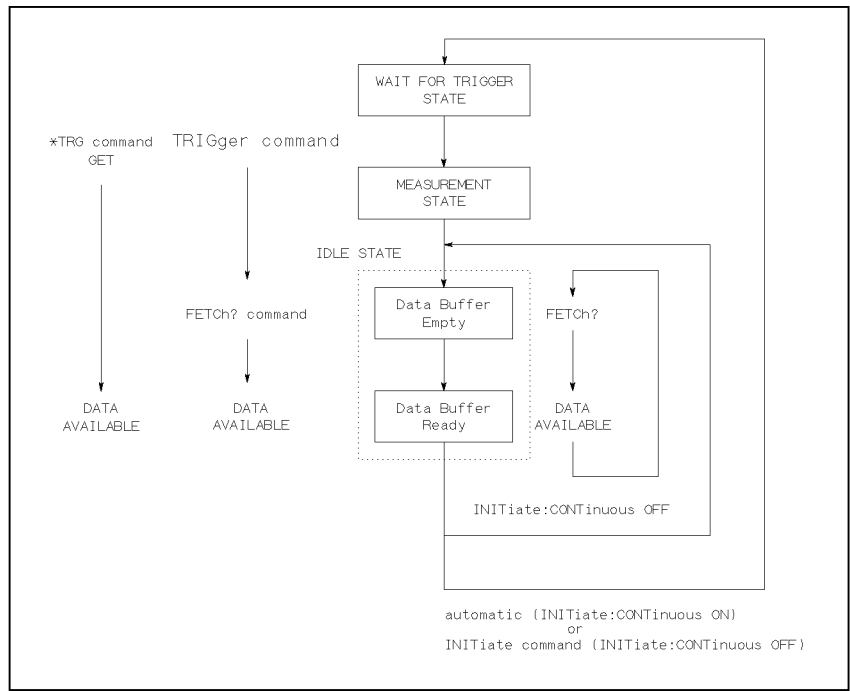 WAIT FOR TRIGGER
STATE
*TRG command
GET
TRIGger command
MEASUREMENT
STATE
IDLE STATE
Data Buffer
Empty
FETCh? command
FETCh?
Data Buffer
Ready
DATA
AVAILABLE
DATA
AVAILABLE
DATA
AVAILABLE
INITiate:CONTinuous OFF
automatic (INITiate:CONTinuous ON)
or
INITiate command (INITiate:CONTinuous OFF)